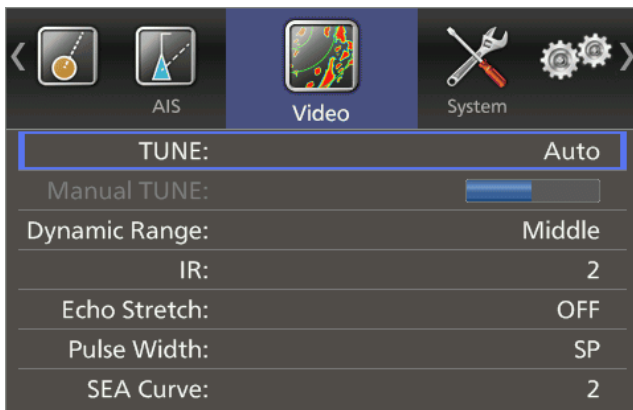 AIS
Video
System
TUNE: Auto
Manual TUNE:
Dynamic Range: Middle
IR: 2
Echo Stretch: OFF
Pulse Width: SP
SEA Curve: 2